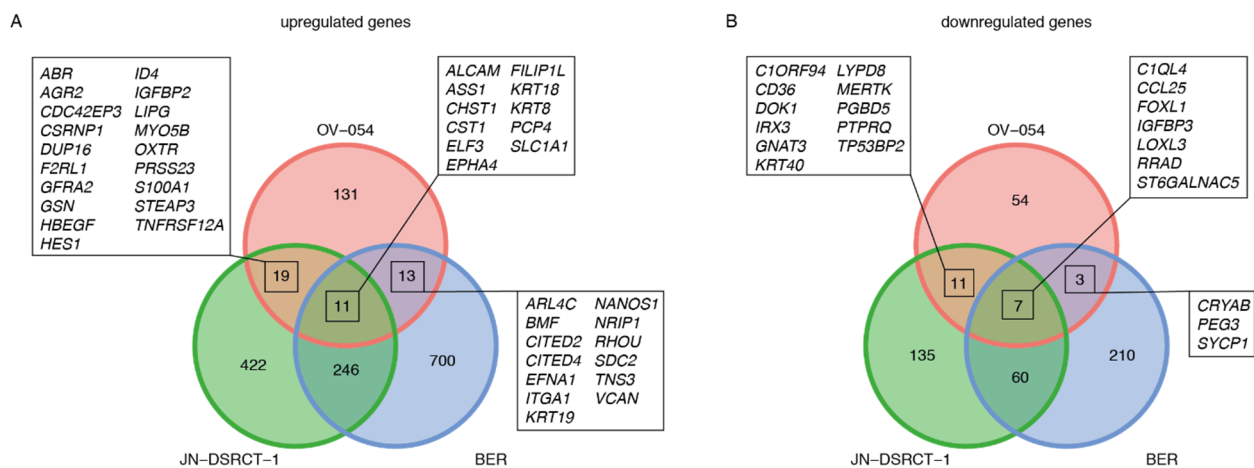 A
upregulated genes
ABR ID4
AGR2 IGFBP2
CDC42EP3 LIPG
CSRNP1 MYO5B
DUP16 OXTR
F2RL1 PRSS23
GFRA2 S100A1
GSN STEAP3
HBEGF TNFRSF12A
HES1
ALCAM FILIP1L
ASS1 KRT18
CHST1 KRT8
CST1 PCP4
ELF3 SLC1A1
EPHA4
OV-054
131
19
13
11
422
246
700
ARL4C NANOS1
BMF NRIP1
CITED2 RHOU
CITED4 SDC2
EFNA1 TNS3
ITGA1 VCAN
KRT19
JN-DSRCT-1
BER
B
downregulated genes
C1ORF94 LYPD8
CD36 MERTK
DOK1 PGBD5
IRX3 PTPRQ
GNAT3 TP53BP2
KRT40
C1QL4
CCL25
FOXL1
IGFBP3
LOXL3
RRAD
ST6GALNAC5
OV-054
54
11
3
7
135
60
210
CRYAB
PEG3
SYCP1
JN-DSRCT-1
BER